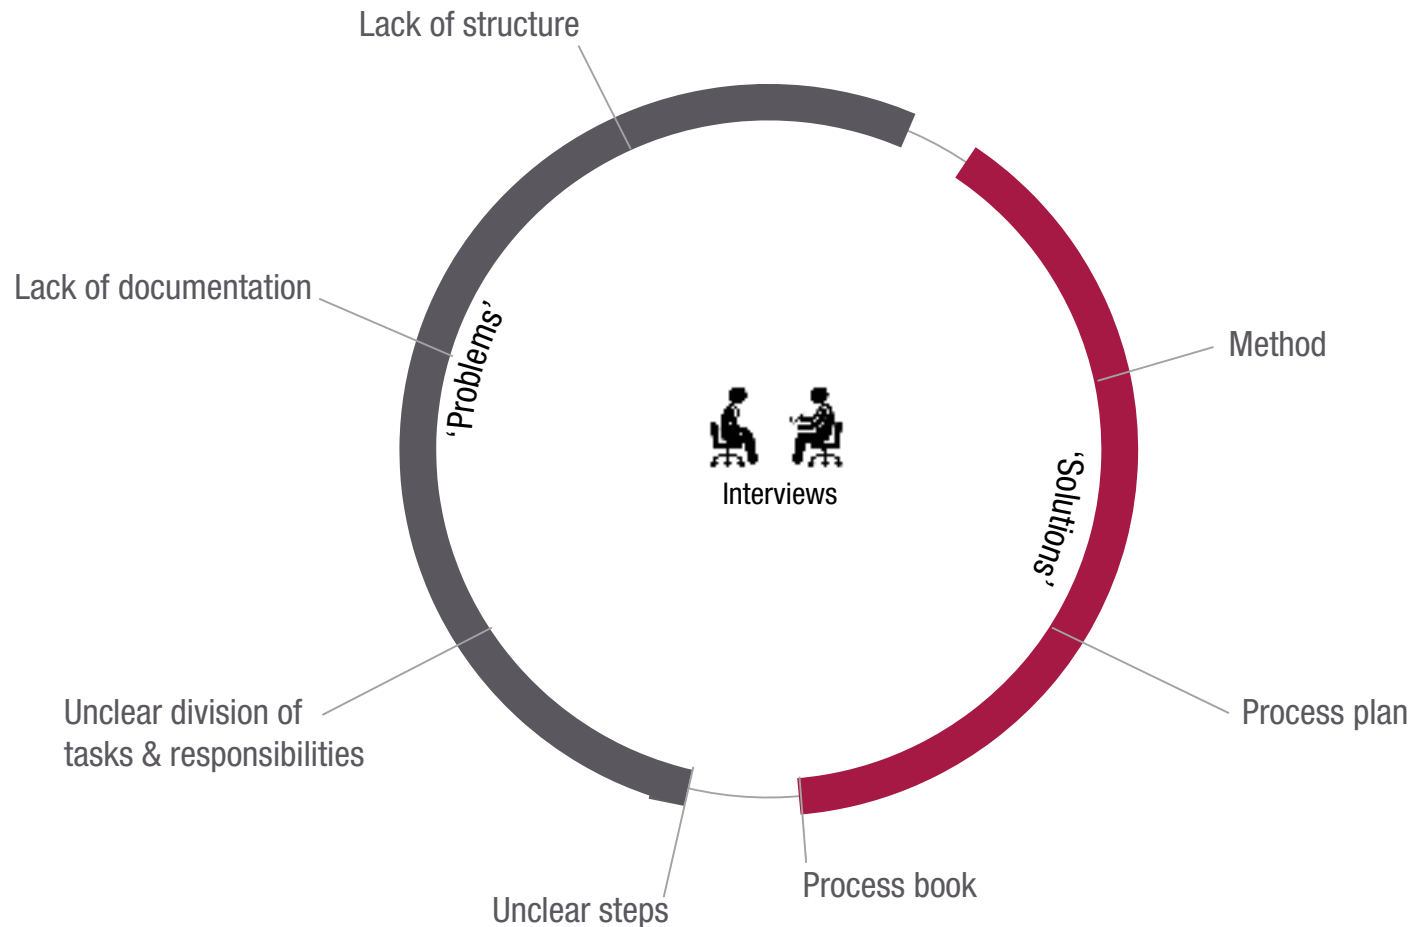 Lack of structure
Lack of documentation
‘Problems’
Method
Interviews
‘Solutions’
Unclear division of
tasks & responsibilities
Process plan
Process book
Unclear steps